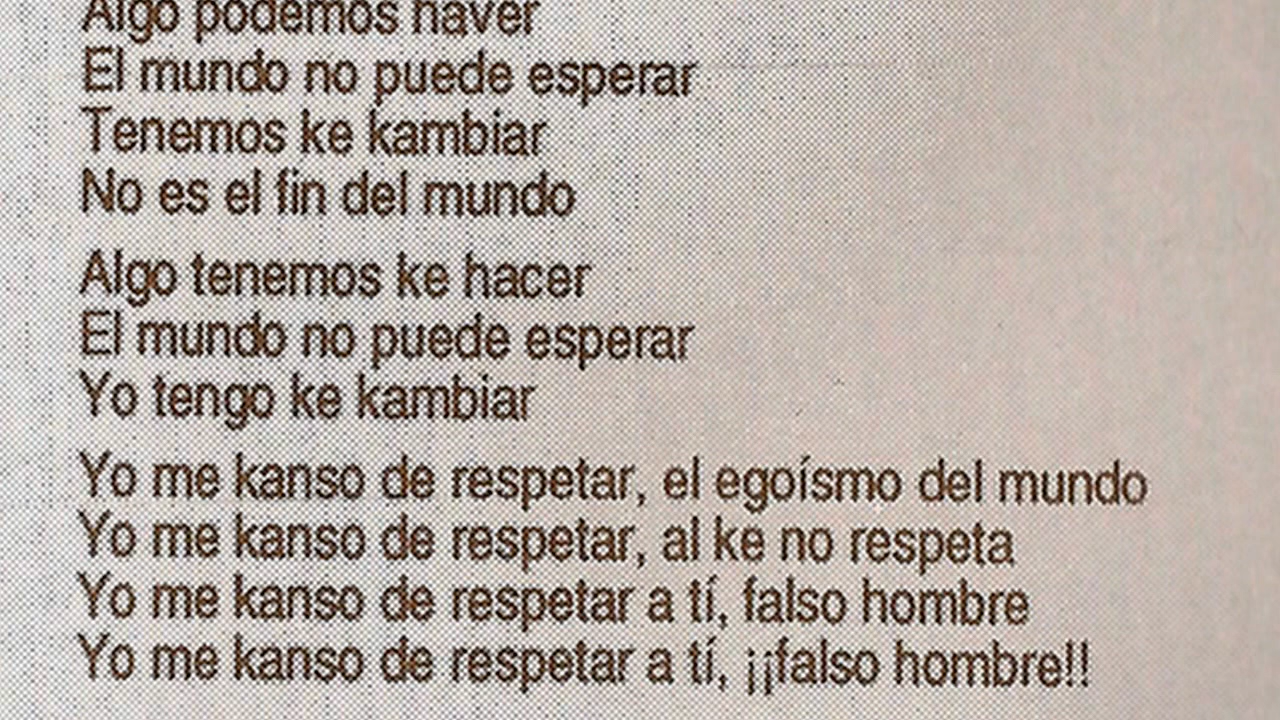 Algo podemos haver
El mundo no puede esperar
Tenemos ke kambiar
No es el fin del mundo
Algo tenemos ke hacer
El mundo no puede esperar
Yo tengo ke kambiar
Yo me kanso de respetar, el egoísmo del mundo
Yo me kanso de respetar, al ke no respeta
Yo me kanso de respetar a tí, falso hombre
Yo me kanso de respetar a tí, ¡¡falso hombre!!